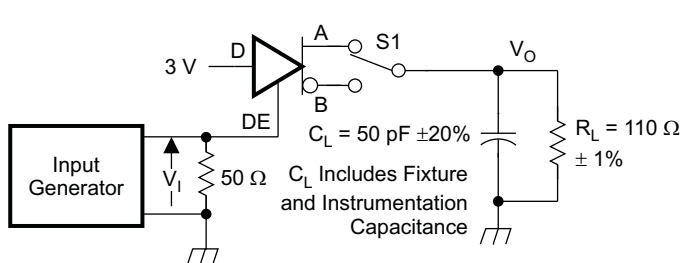 A
S1
D
3 V
B
V_O
DE
C_L = 50 pF ±20%
R_L = 110 Ω
± 1%
Input
Generator
V_I
50 Ω
C_L Includes Fixture
and Instrumentation
Capacitance